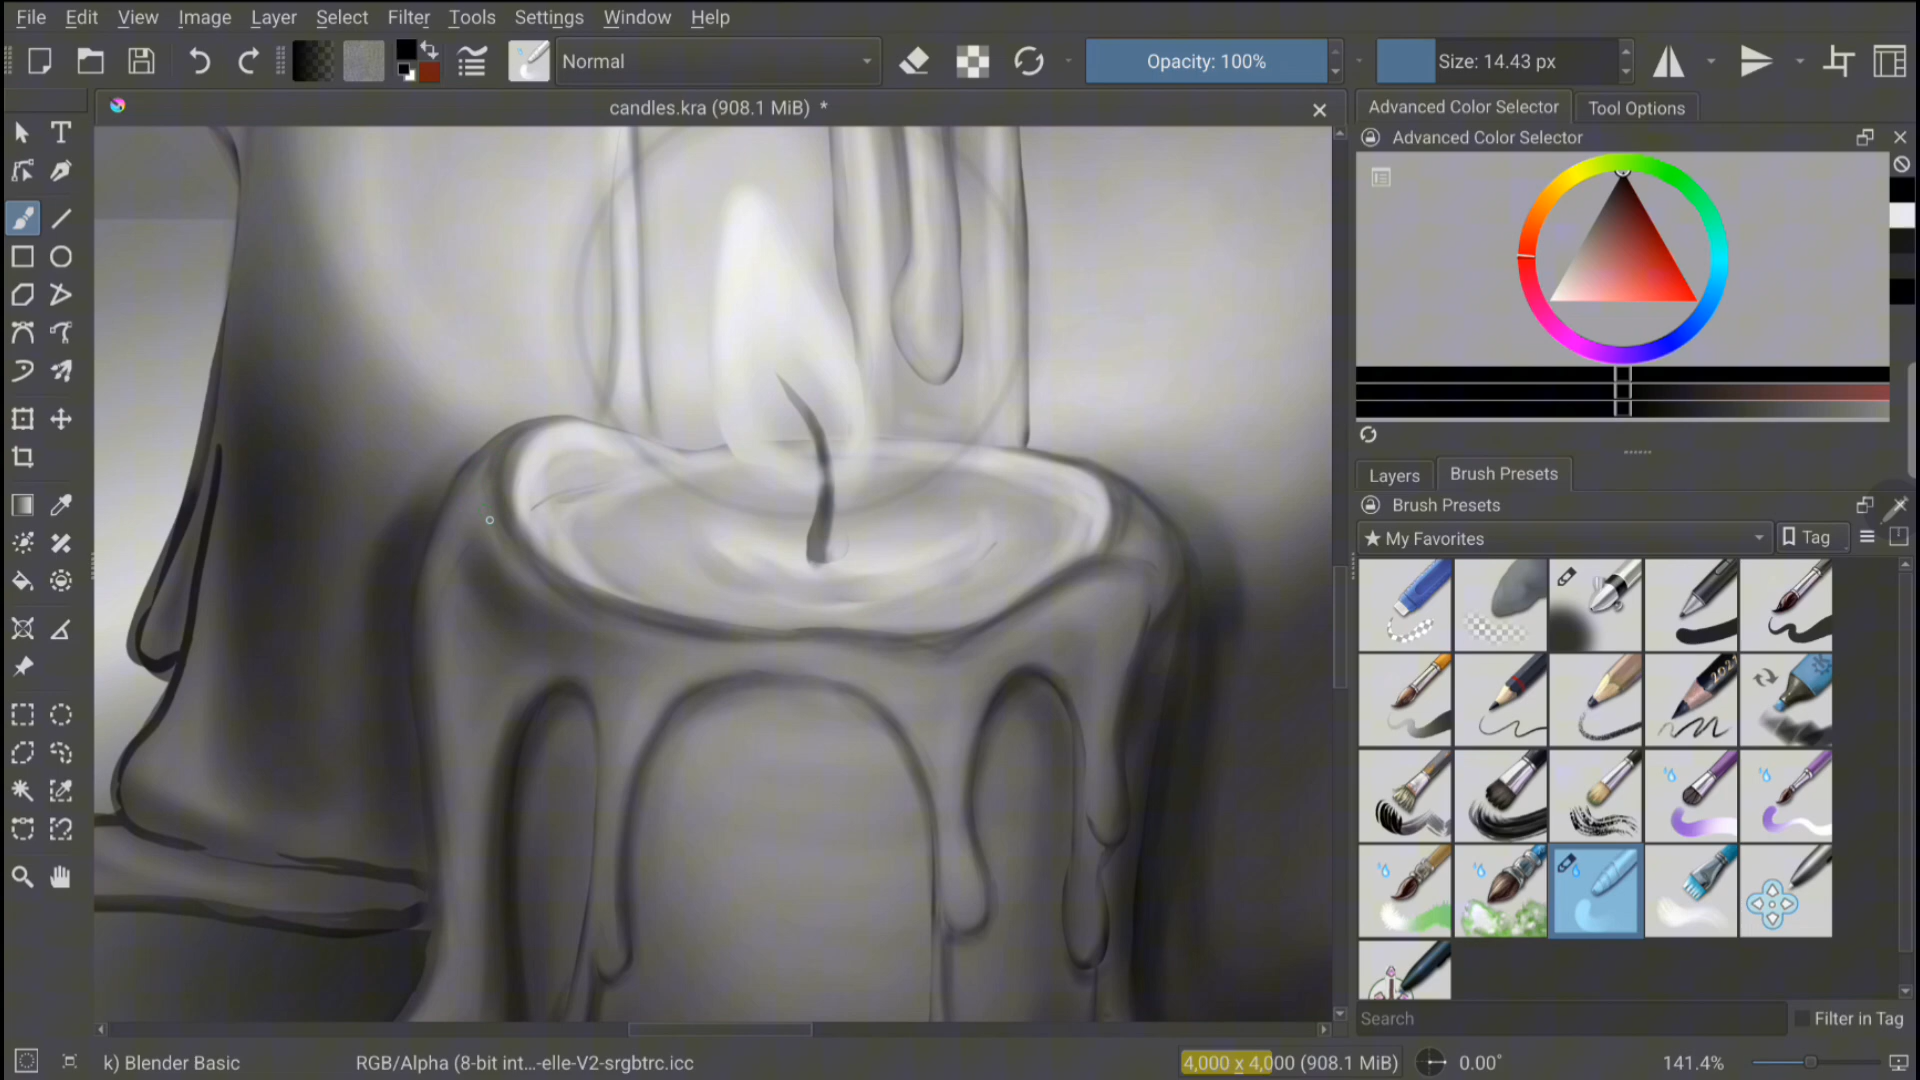 File Edit View Image Layer Select Filter Tools Settings Window Help
Normal
Opacity: 100%
Size: 14.43 px
candles.kra (908.1 MiB) *
Advanced Color Selector
Tool Options
Advanced Color Selector
Layers
Brush Presets
Brush Presets
★ My Favorites
Tag
2021
Search
Filter in Tag
k) Blender Basic
RGB/Alpha (8-bit int...-elle-V2-srgbtrc.icc
4,000 x 4,000 (908.1 MiB)
0.00°
141.4%